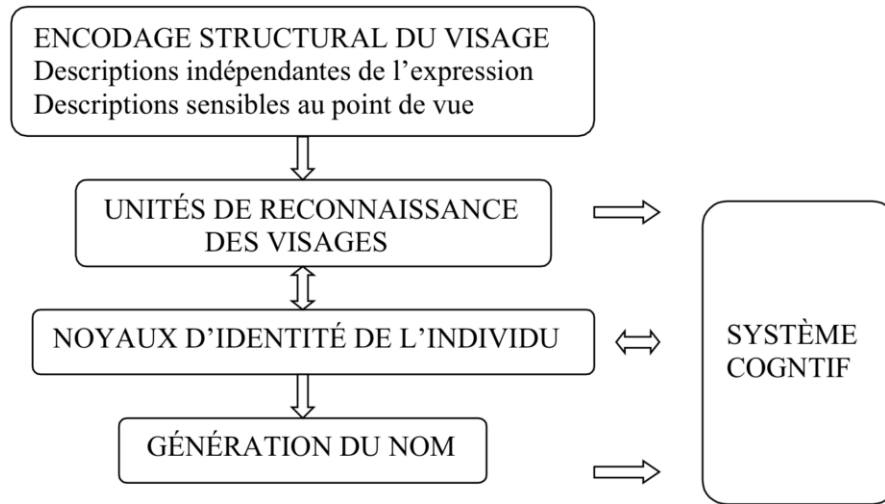 ENCODAGE STRUCTURAL DU VISAGE
Descriptions indépendantes de l’expression
Descriptions sensibles au point de vue
UNITÉS DE RECONNAISSANCE
DES VISAGES
NOYAUX D’IDENTITÉ DE L’INDIVIDU
GÉNÉRATION DU NOM
SYSTÈME
COGNTIF